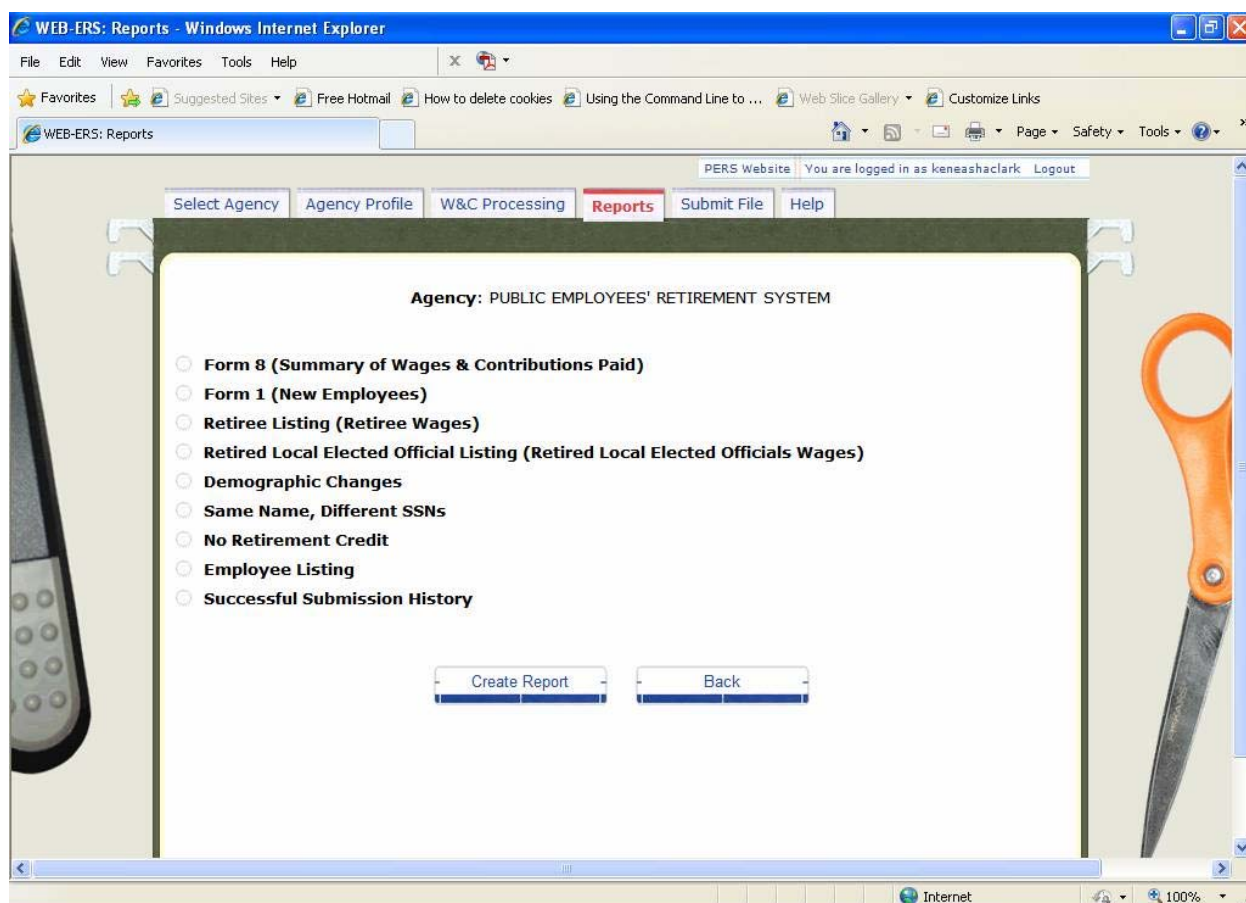 WEB-ERS: Reports - Windows Internet Explorer
File Edit View Favorites Tools Help
Favorites Suggested Sites Free Hotmail How to delete cookies Using the Command Line to ... Web Slice Gallery Customize Links
WEB-ERS: Reports Page Safety Tools
PERS Website You are logged in as keneashaclark Logout
Select Agency Agency Profile W&C Processing Reports Submit File Help
Agency: PUBLIC EMPLOYEES' RETIREMENT SYSTEM
Form 8 (Summary of Wages & Contributions Paid)
Form 1 (New Employees)
Retiree Listing (Retiree Wages)
Retired Local Elected Official Listing (Retired Local Elected Officials Wages)
Demographic Changes
Same Name, Different SSNs
No Retirement Credit
Employee Listing
Successful Submission History
Create Report Back
Internet 100%